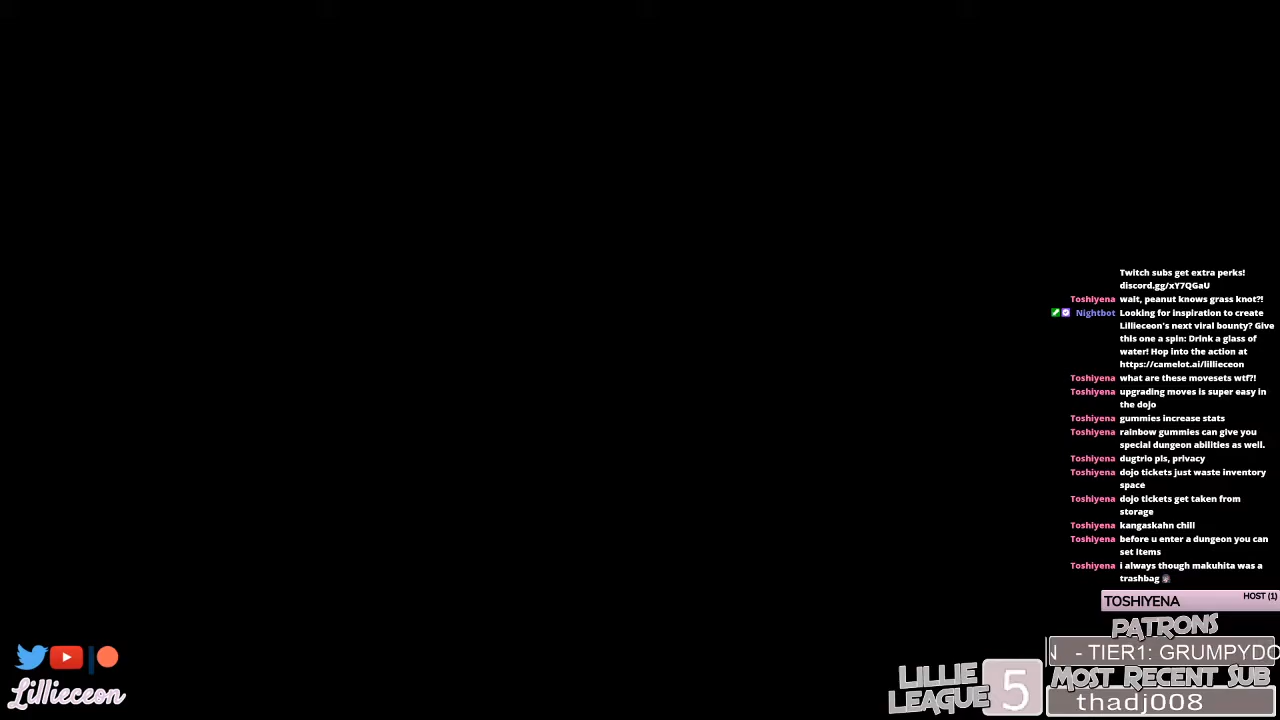 Twitch subs get extra perks!
discord.gg/xY7QGaU
Toshiyena wait, peanut knows grass knot?!
Nightbot Looking for inspiration to create
Lillieceon's next viral bounty? Give
this one a spin: Drink a glass of
water! Hop into the action at
https://camelot.ai/lillieceon
Toshiyena what are these movesets wtf?!
Toshiyena upgrading moves is super easy in
the dojo
Toshiyena gummies increase stats
Toshiyena rainbow gummies can give you
special dungeon abilities as well.
Toshiyena dugtrio pls, privacy
Toshiyena dojo tickets just waste inventory
space
Toshiyena dojo tickets get taken from
storage
Toshiyena kangaskahn chill
Toshiyena before u enter a dungeon you can
set items
Toshiyena i always though makuhita was a
trashbag
TOSHIYENA HOST (1)
PATRONS
- TIER1: GRUMPYDO
MOST RECENT SUB
thadj008
LILLIE
LEAGUE 5
Lillieceon